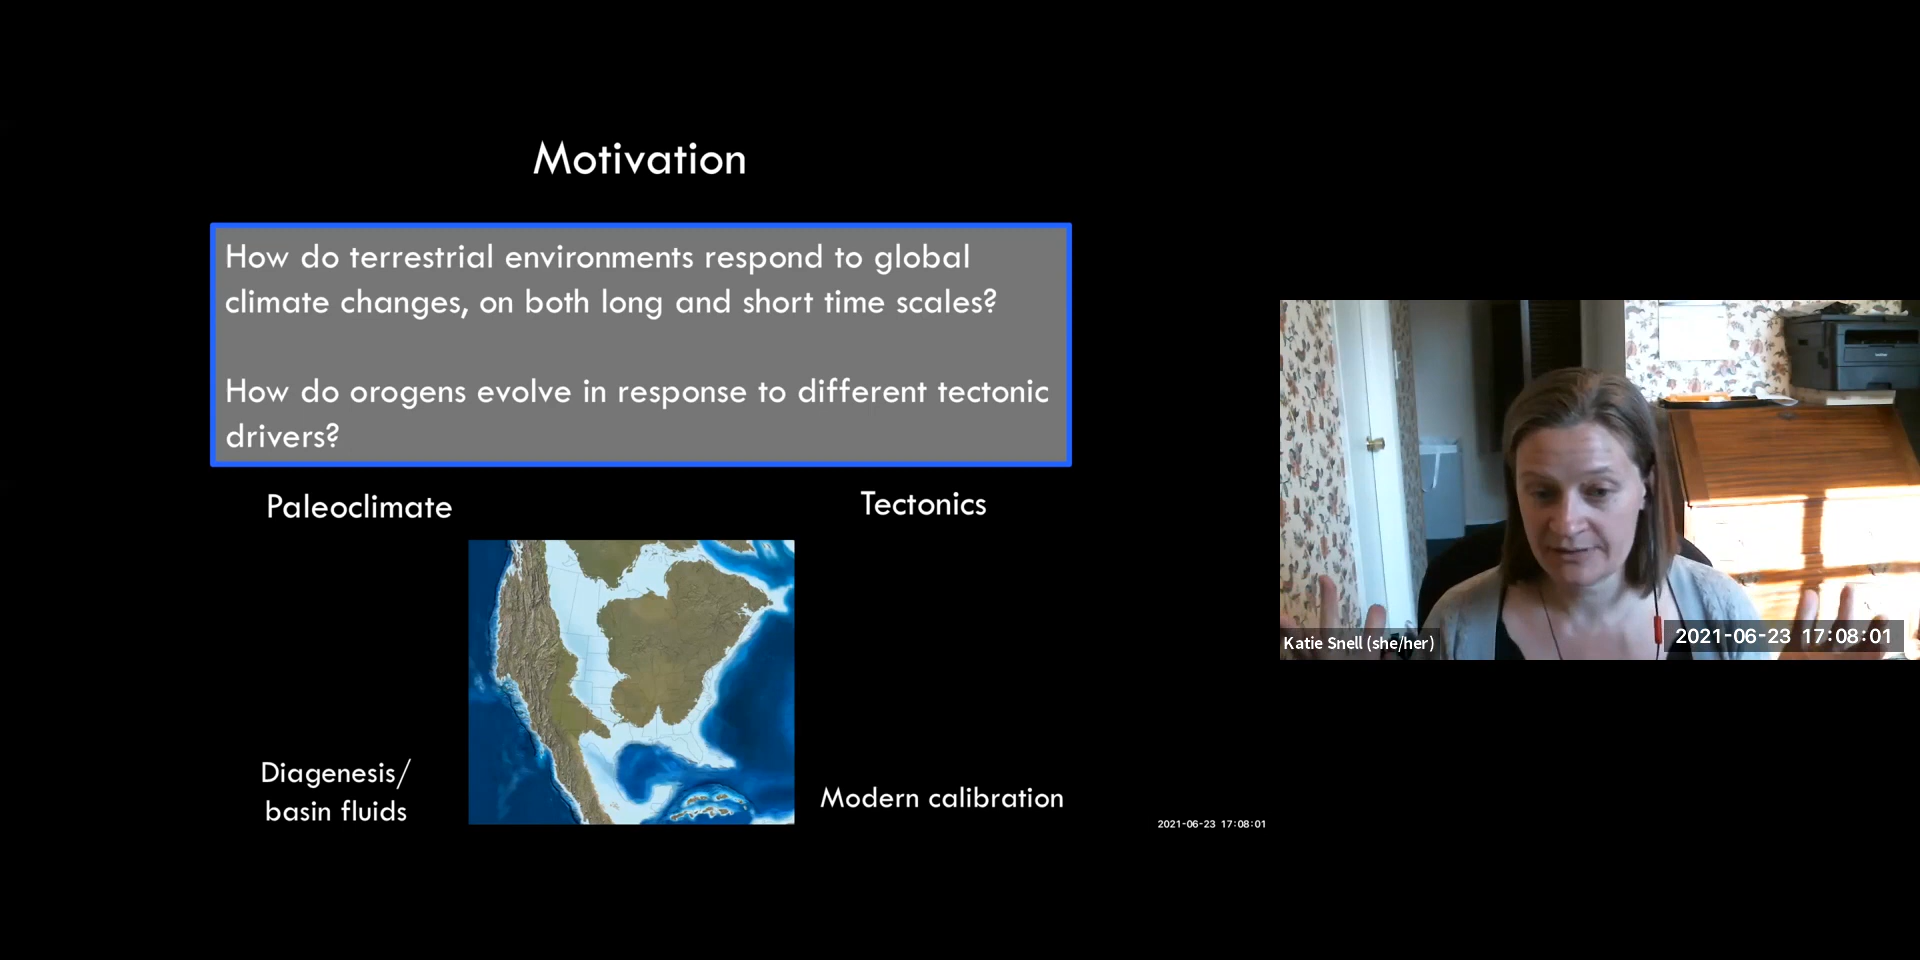 Motivation
How do terrestrial environments respond to global
climate changes, on both long and short time scales?
How do orogens evolve in response to different tectonic
drivers?
Paleoclimate
Tectonics
Diagenesis/
basin fluids
Modern calibration
2021-06-23 17:08:01
Katie Snell (she/her)
2021-06-23 17:08:01